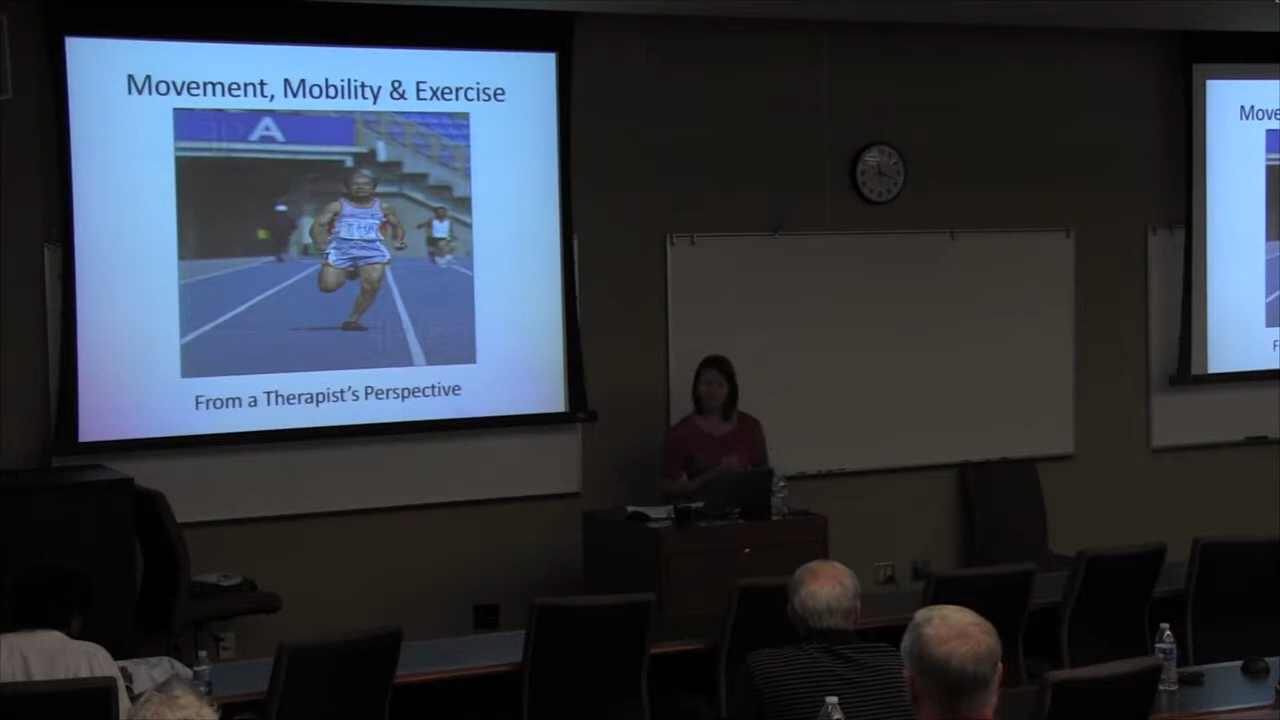 Movement, Mobility & Exercise
A
THA
From a Therapist's Perspective
Move
F